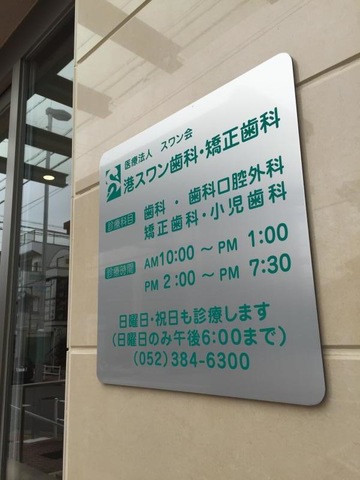 医療法人 スワン会
港スワン歯科・矯正歯科
診療科目 歯科・歯科口腔外科
矯正歯科・小児歯科
診療時間 AM10:00～PM 1:00
PM 2:00～PM 7:30
日曜日・祝日も診療します
(日曜日のみ午後6:00まで)
(052)384-6300